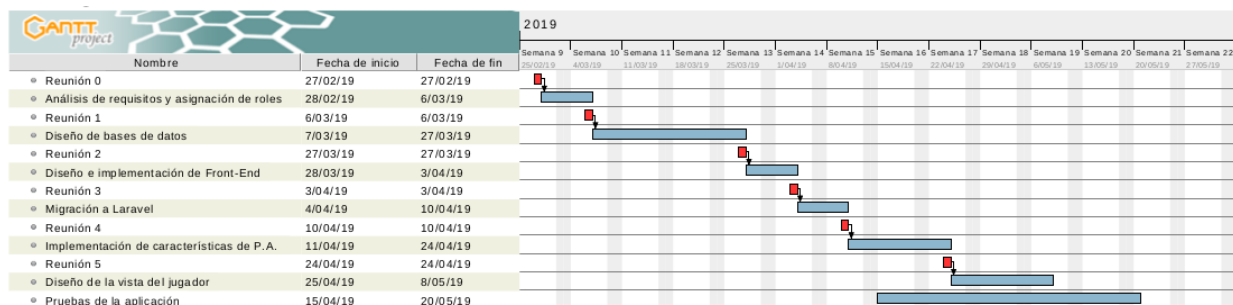 GANTT
project
2019
Semana 9 Semana 10 Semana 11 Semana 12 Semana 13 Semana 14 Semana 15 Semana 16 Semana 17 Semana 18 Semana 19 Semana 20 Semana 21 Semana 22
25/02/19 4/03/19 11/03/19 18/03/19 25/03/19 1/04/19 8/04/19 15/04/19 22/04/19 29/04/19 6/05/19 13/05/19 20/05/19 27/05/19
Nombre Fecha de inicio Fecha de fin
Reunión 0 27/02/19 27/02/19
Análisis de requisitos y asignación de roles 28/02/19 6/03/19
Reunión 1 6/03/19 6/03/19
Diseño de bases de datos 7/03/19 27/03/19
Reunión 2 27/03/19 27/03/19
Diseño e implementación de Front-End 28/03/19 3/04/19
Reunión 3 3/04/19 3/04/19
Migración a Laravel 4/04/19 10/04/19
Reunión 4 10/04/19 10/04/19
Implementación de características de P.A. 11/04/19 24/04/19
Reunión 5 24/04/19 24/04/19
Diseño de la vista del jugador 25/04/19 8/05/19
Pruebas de la aplicación 15/04/19 20/05/19